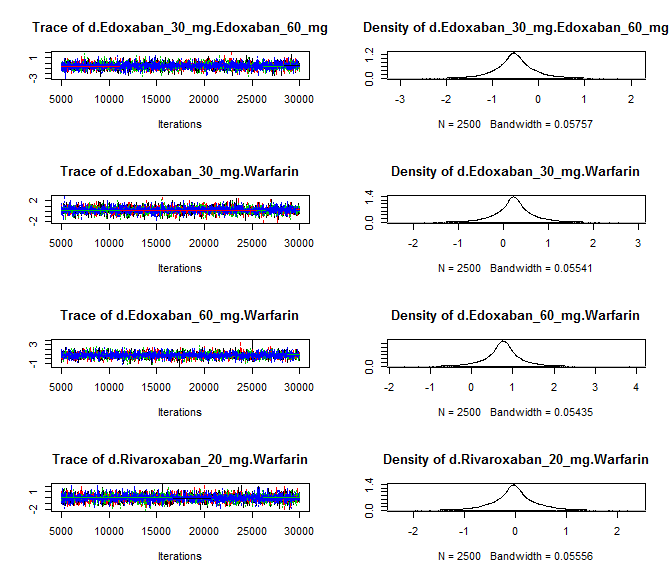 Trace of d.Edoxaban_30_mg.Edoxaban_60_mg
1
-3
5000 10000 15000 20000 25000 30000
Iterations
Density of d.Edoxaban_30_mg.Edoxaban_60_mg
1.2
0.0
-3 -2 -1 0 1 2
N = 2500 Bandwidth = 0.05757
Trace of d.Edoxaban_30_mg.Warfarin
2
-2
5000 10000 15000 20000 25000 30000
Iterations
Density of d.Edoxaban_30_mg.Warfarin
1.4
0.0
-2 -1 0 1 2 3
N = 2500 Bandwidth = 0.05541
Trace of d.Edoxaban_60_mg.Warfarin
3
-1
5000 10000 15000 20000 25000 30000
Iterations
Density of d.Edoxaban_60_mg.Warfarin
0.0
-2 -1 0 1 2 3 4
N = 2500 Bandwidth = 0.05435
Trace of d.Rivaroxaban_20_mg.Warfarin
1
-2
5000 10000 15000 20000 25000 30000
Iterations
Density of d.Rivaroxaban_20_mg.Warfarin
1.4
0.0
-2 -1 0 1 2
N = 2500 Bandwidth = 0.05556